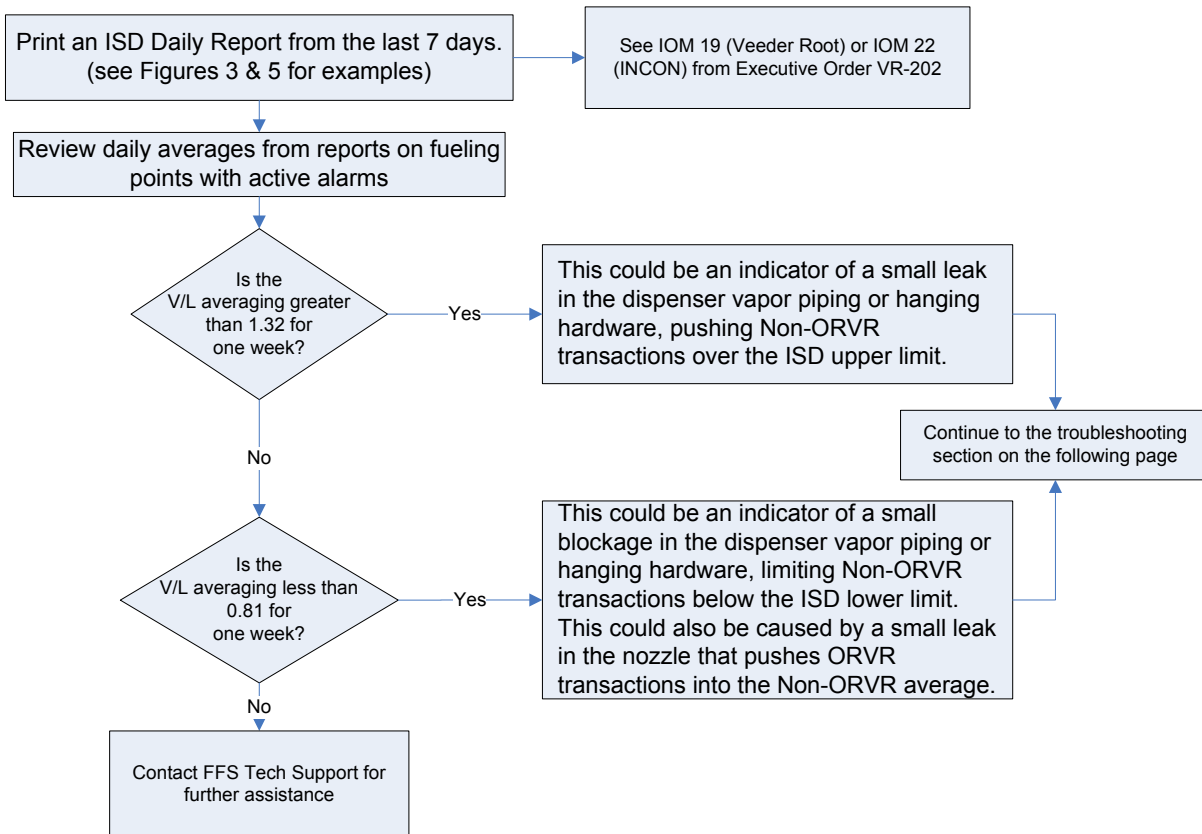 Print an ISD Daily Report from the last 7 days.
(see Figures 3 & 5 for examples)
See IOM 19 (Veeder Root) or IOM 22
(INCON) from Executive Order VR-202
Review daily averages from reports on fueling
points with active alarms
Is the
V/L averaging greater
than 1.32 for
one week?
Yes
This could be an indicator of a small leak
in the dispenser vapor piping or hanging
hardware, pushing Non-ORVR
transactions over the ISD upper limit.
Continue to the troubleshooting
section on the following page
No
Is the
V/L averaging less than
0.81 for
one week?
Yes
This could be an indicator of a small
blockage in the dispenser vapor piping or
hanging hardware, limiting Non-ORVR
transactions below the ISD lower limit.
This could also be caused by a small leak
in the nozzle that pushes ORVR
transactions into the Non-ORVR average.
No
Contact FFS Tech Support for
further assistance